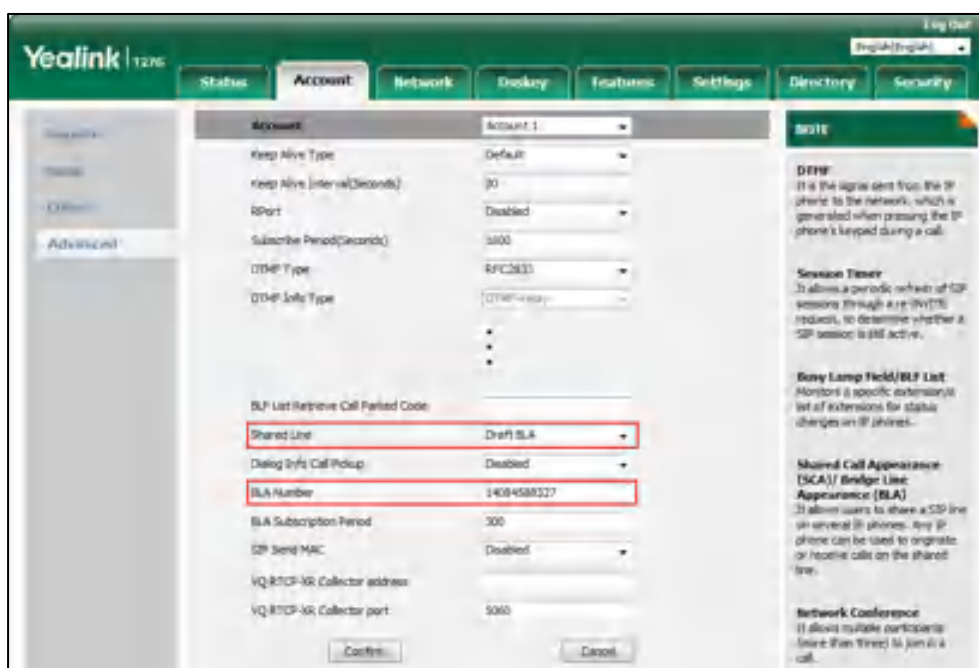 Log Out
English(English)
Yealink T27G
Status Account Network Dsskey Features Settings Directory Security
Register
Basic
Codec
Advanced
Account Account 1
Keep Alive Type Default
Keep Alive Interval(Seconds) 30
RPort Disabled
Subscribe Period(Seconds) 1800
DTMF Type RFC2833
DTMF Info Type DTMF-Relay
BLF List Retrieve Call Parked Code
Shared Line Draft BLA
Dialog Info Call Pickup Disabled
BLA Number 14084588327
BLA Subscription Period 300
SIP Send MAC Disabled
VQ RTCP-XR Collector address
VQ RTCP-XR Collector port 5060
Confirm Cancel
NOTE
DTMF
It is the signal sent from the IP
phone to the network, which is
generated when pressing the IP
phone's keypad during a call.
Session Timer
It allows a periodic refresh of SIP
sessions through a re-INVITE
request, to determine whether a
SIP session is still active.
Busy Lamp Field/BLF List
Monitors a specific extension/a
list of extensions for status
changes on IP phones.
Shared Call Appearance
(SCA)/ Bridge Line
Appearance (BLA)
It allows users to share a SIP line
on several IP phones. Any IP
phone can be used to originate
or receive calls on the shared
line.
Network Conference
It allows multiple participants
(more than three) to join in a
call.